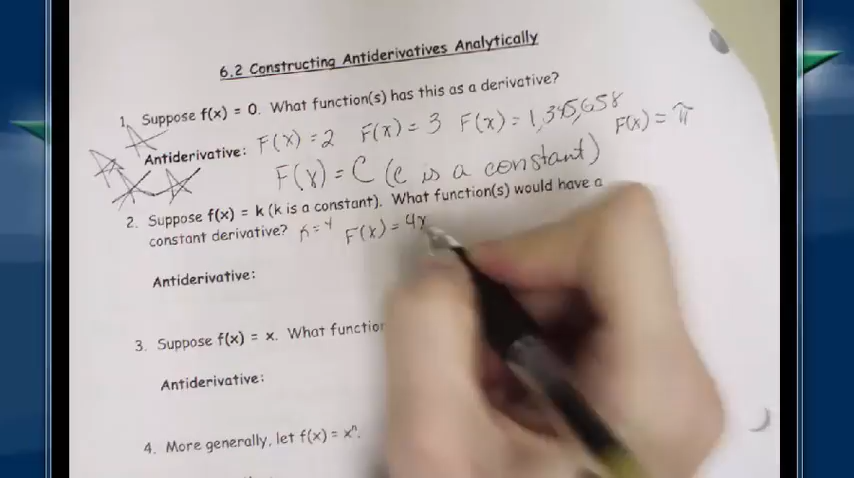 6.2 Constructing Antiderivatives Analytically
1. Suppose f(x) = 0. What function(s) has this as a derivative?
Antiderivative: F(x) = 2 F(x) = 3 F(x) = 1,345,658 F(x) = π
F(x) = C (c is a constant)
2. Suppose f(x) = k (k is a constant). What function(s) would have a
constant derivative? k = 4 F(x) = 4x
Antiderivative:
3. Suppose f(x) = x. What
Antiderivative:
4. More generally, let f(x) = xⁿ.